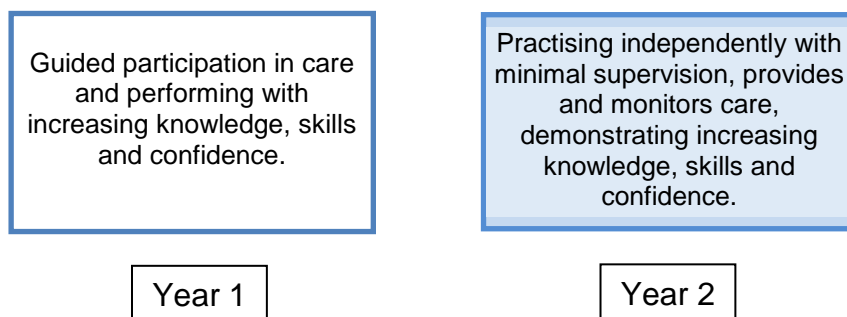 Guided participation in care
and performing with
increasing knowledge, skills
and confidence.
Practising independently with
minimal supervision, provides
and monitors care,
demonstrating increasing
knowledge, skills and
confidence.
Year 1
Year 2